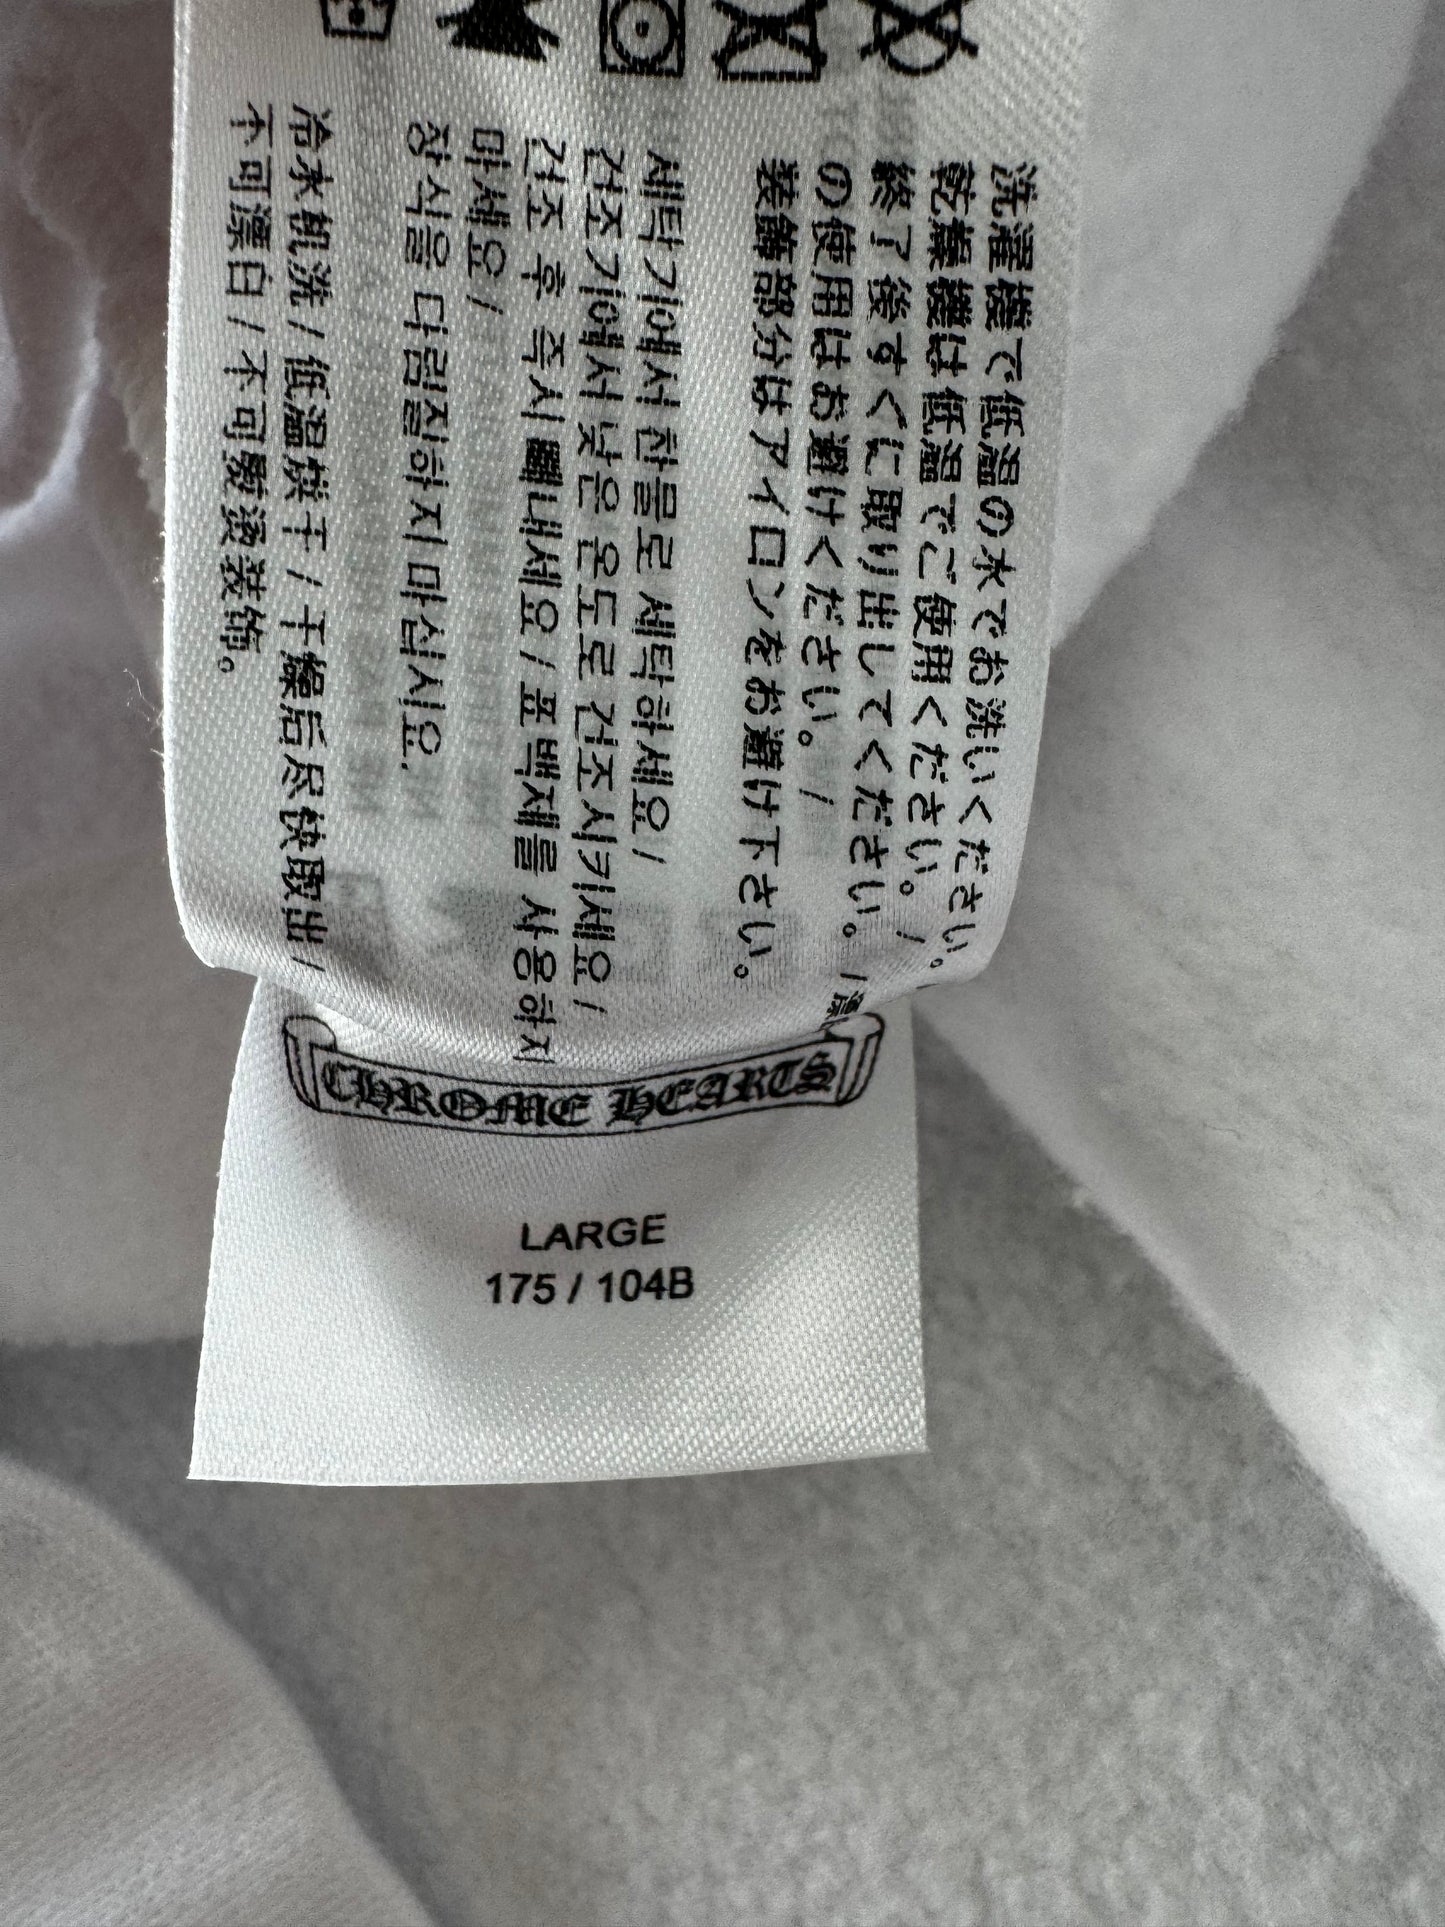 洗濯機で低温の水でお洗いください。
乾燥機は低温でご使用ください。/
終了後すぐに取り出してください。/漂
の使用はお避けください。/
装飾部分はアイロンをお避け下さい。
세탁기에서 찬물로 세탁하세요/
건조기에서 낮은 온도로 건조시키세요/
건조 후 즉시 빼내세요/표백제를 사용하지
마세요/
장식을 다림질하지 마십시요.
冷水机洗/低温烘干/干燥后尽快取出/
不可漂白/不可熨烫装饰。
CHROME HEARTS
LARGE
175 / 104B